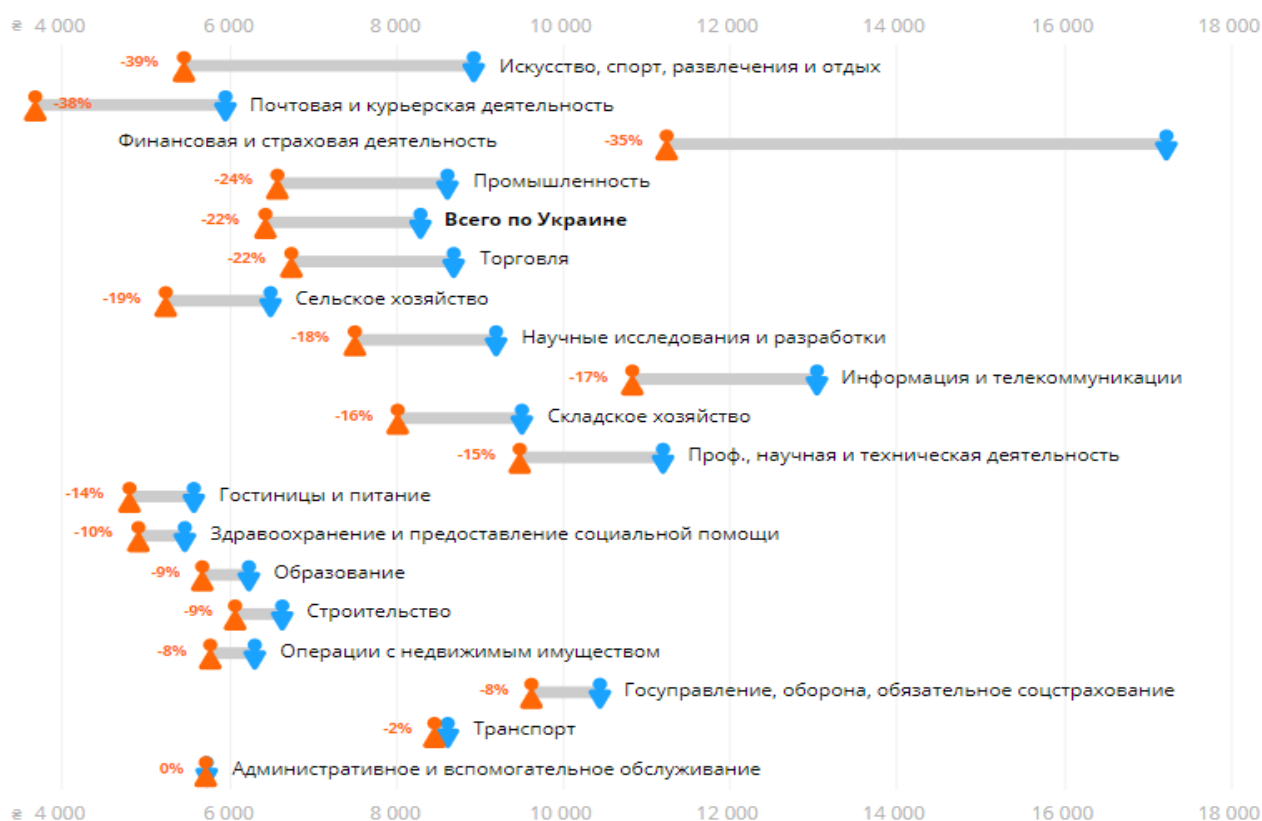 ₴ 4 000 6 000 8 000 10 000 12 000 14 000 16 000 18 000
-39% Искусство, спорт, развлечения и отдых
-38% Почтовая и курьерская деятельность
Финансовая и страховая деятельность -35%
-24% Промышленность
-22% Всего по Украине
-22% Торговля
-19% Сельское хозяйство
-18% Научные исследования и разработки
-17% Информация и телекоммуникации
-16% Складское хозяйство
-15% Проф., научная и техническая деятельность
-14% Гостиницы и питание
-10% Здравоохранение и предоставление социальной помощи
-9% Образование
-9% Строительство
-8% Операции с недвижимым имуществом
-8% Госуправление, оборона, обязательное соцстрахование
-2% Транспорт
0% Административное и вспомогательное обслуживание
₴ 4 000 6 000 8 000 10 000 12 000 14 000 16 000 18 000